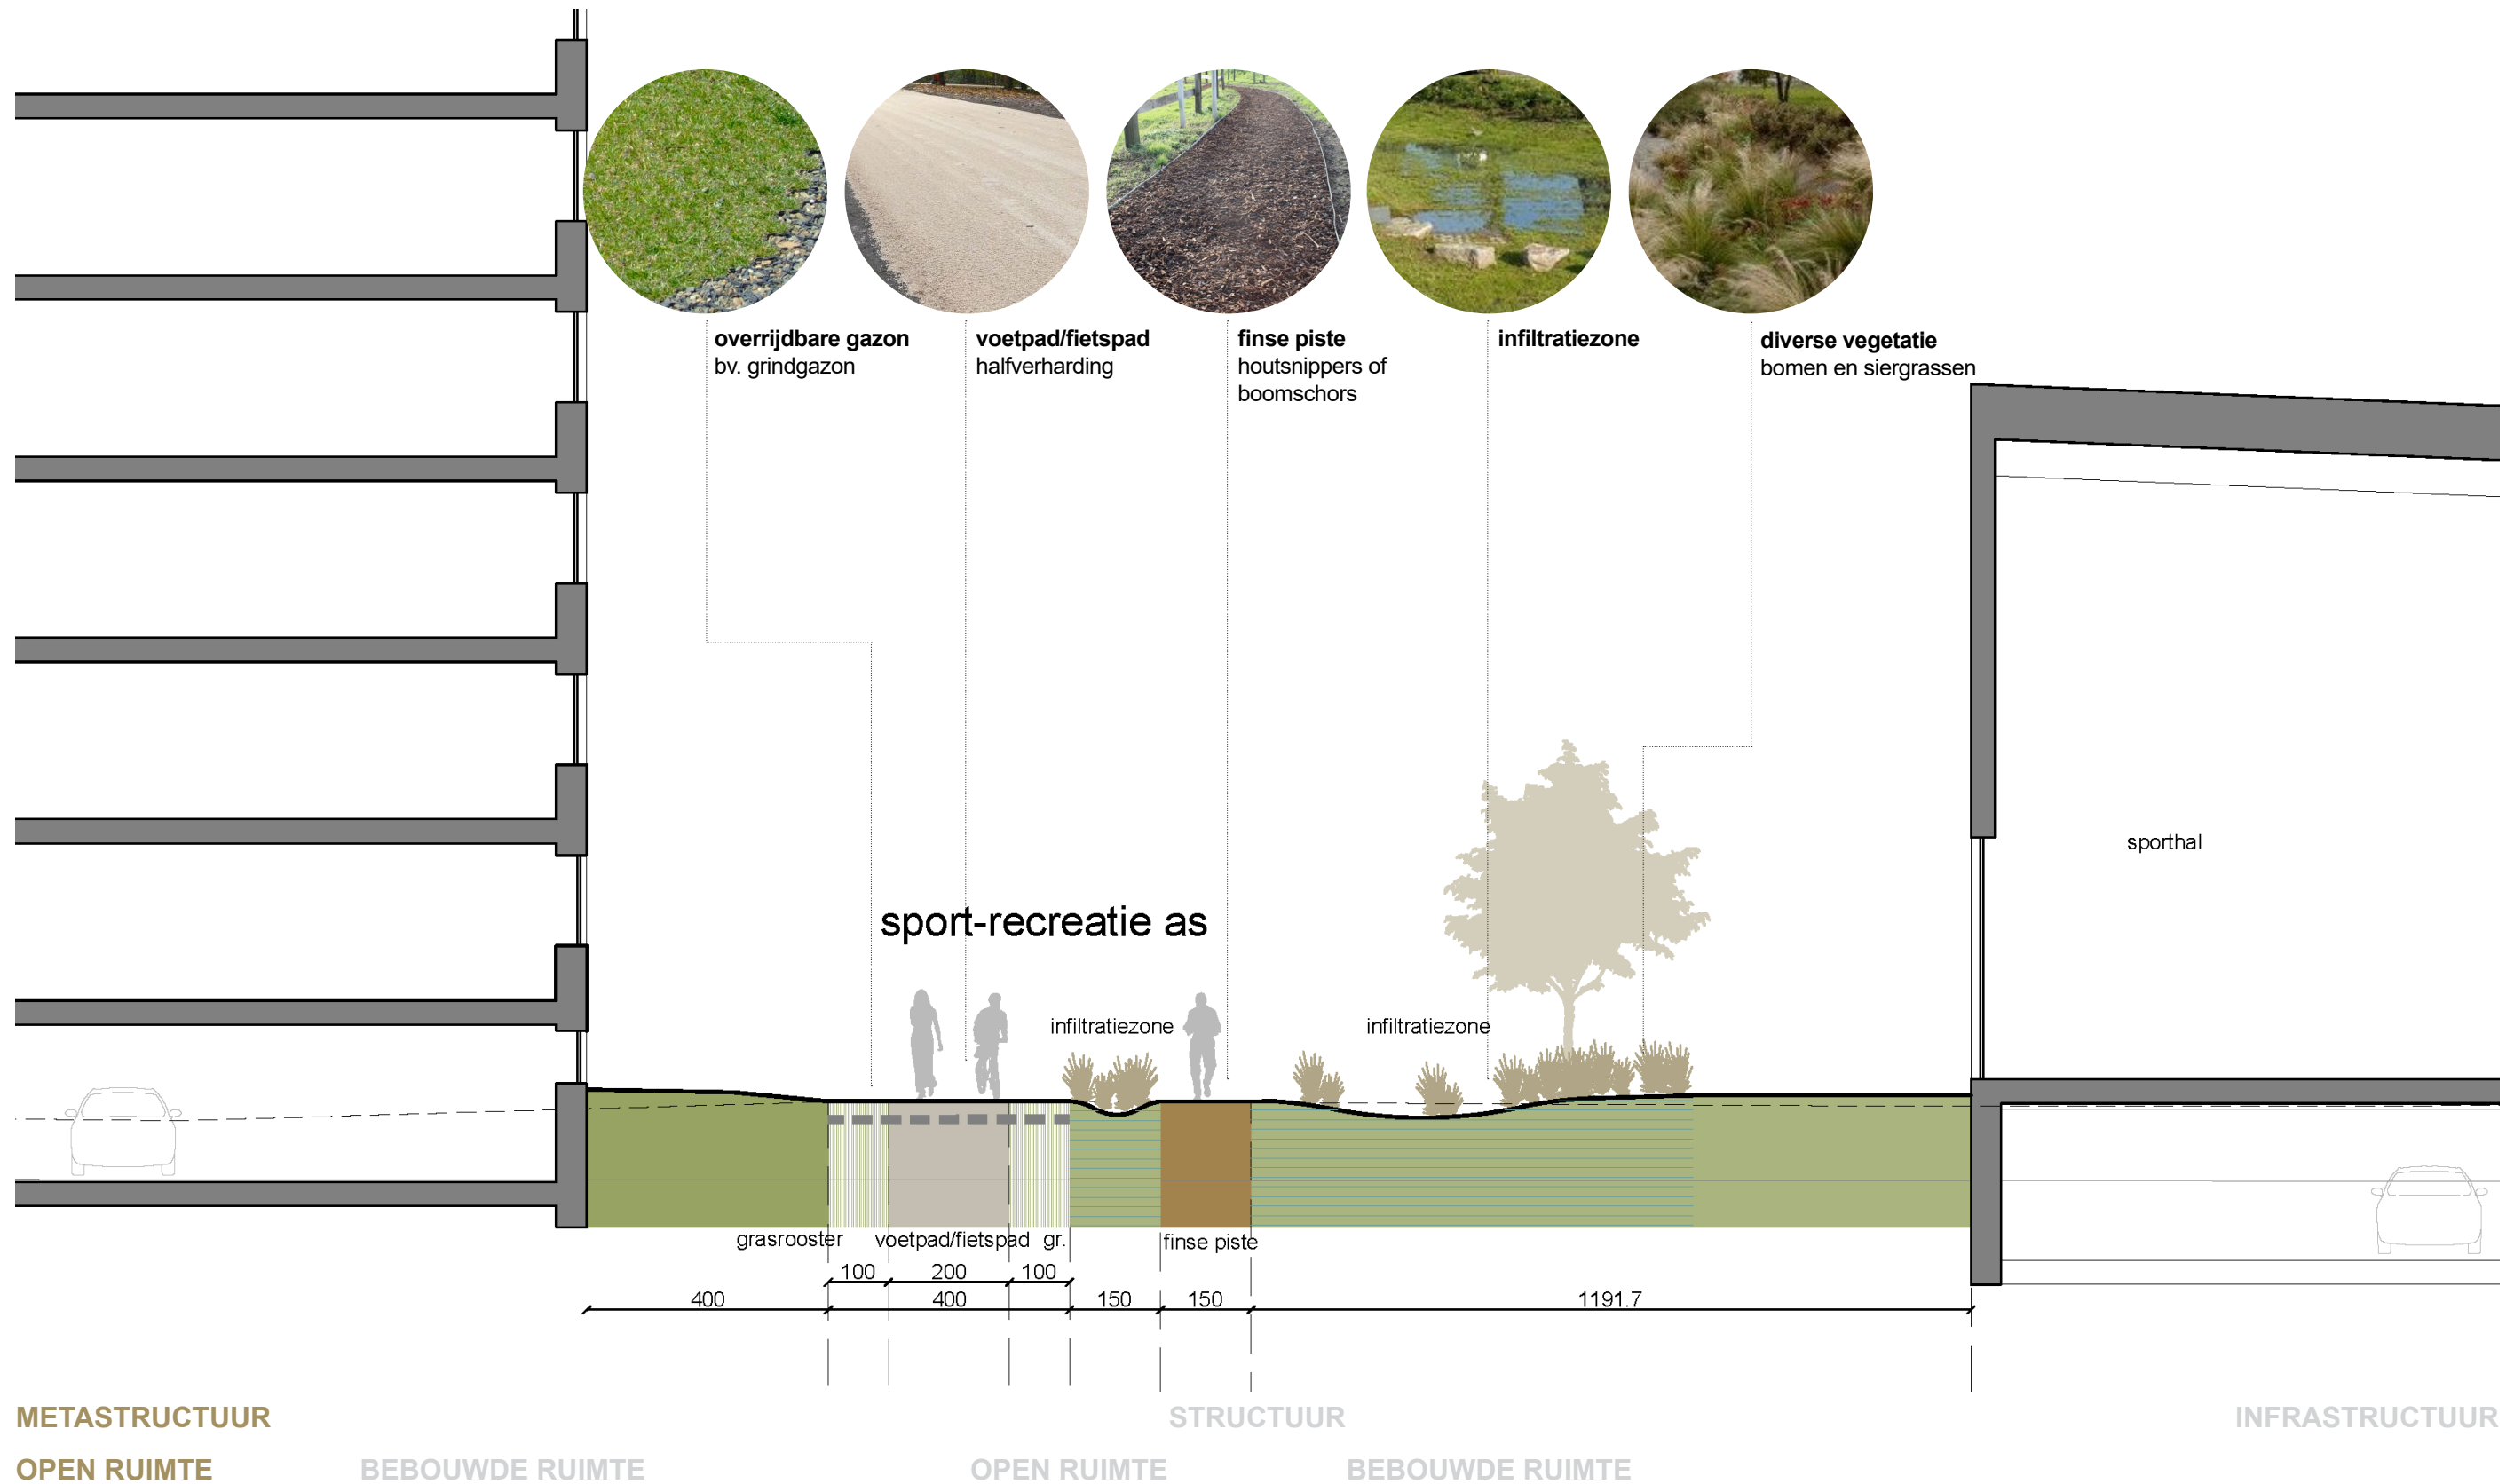 overrijdbare gazon
bv. grindgazon
voetpad/fietspad
halfverharding
finse piste
houtsnippers of
boomschors
infiltratiezone
diverse vegetatie
bomen en siergrassen
sporthal
sport-recreatie as
infiltratiezone
infiltratiezone
grasrooster
voetpad/fietspad
gr.
finse piste
100
200
100
400
400
150
150
1191.7
METASTRUCTUUR
STRUCTUUR
INFRASTRUCTUUR
OPEN RUIMTE
BEBOUWDE RUIMTE
OPEN RUIMTE
BEBOUWDE RUIMTE